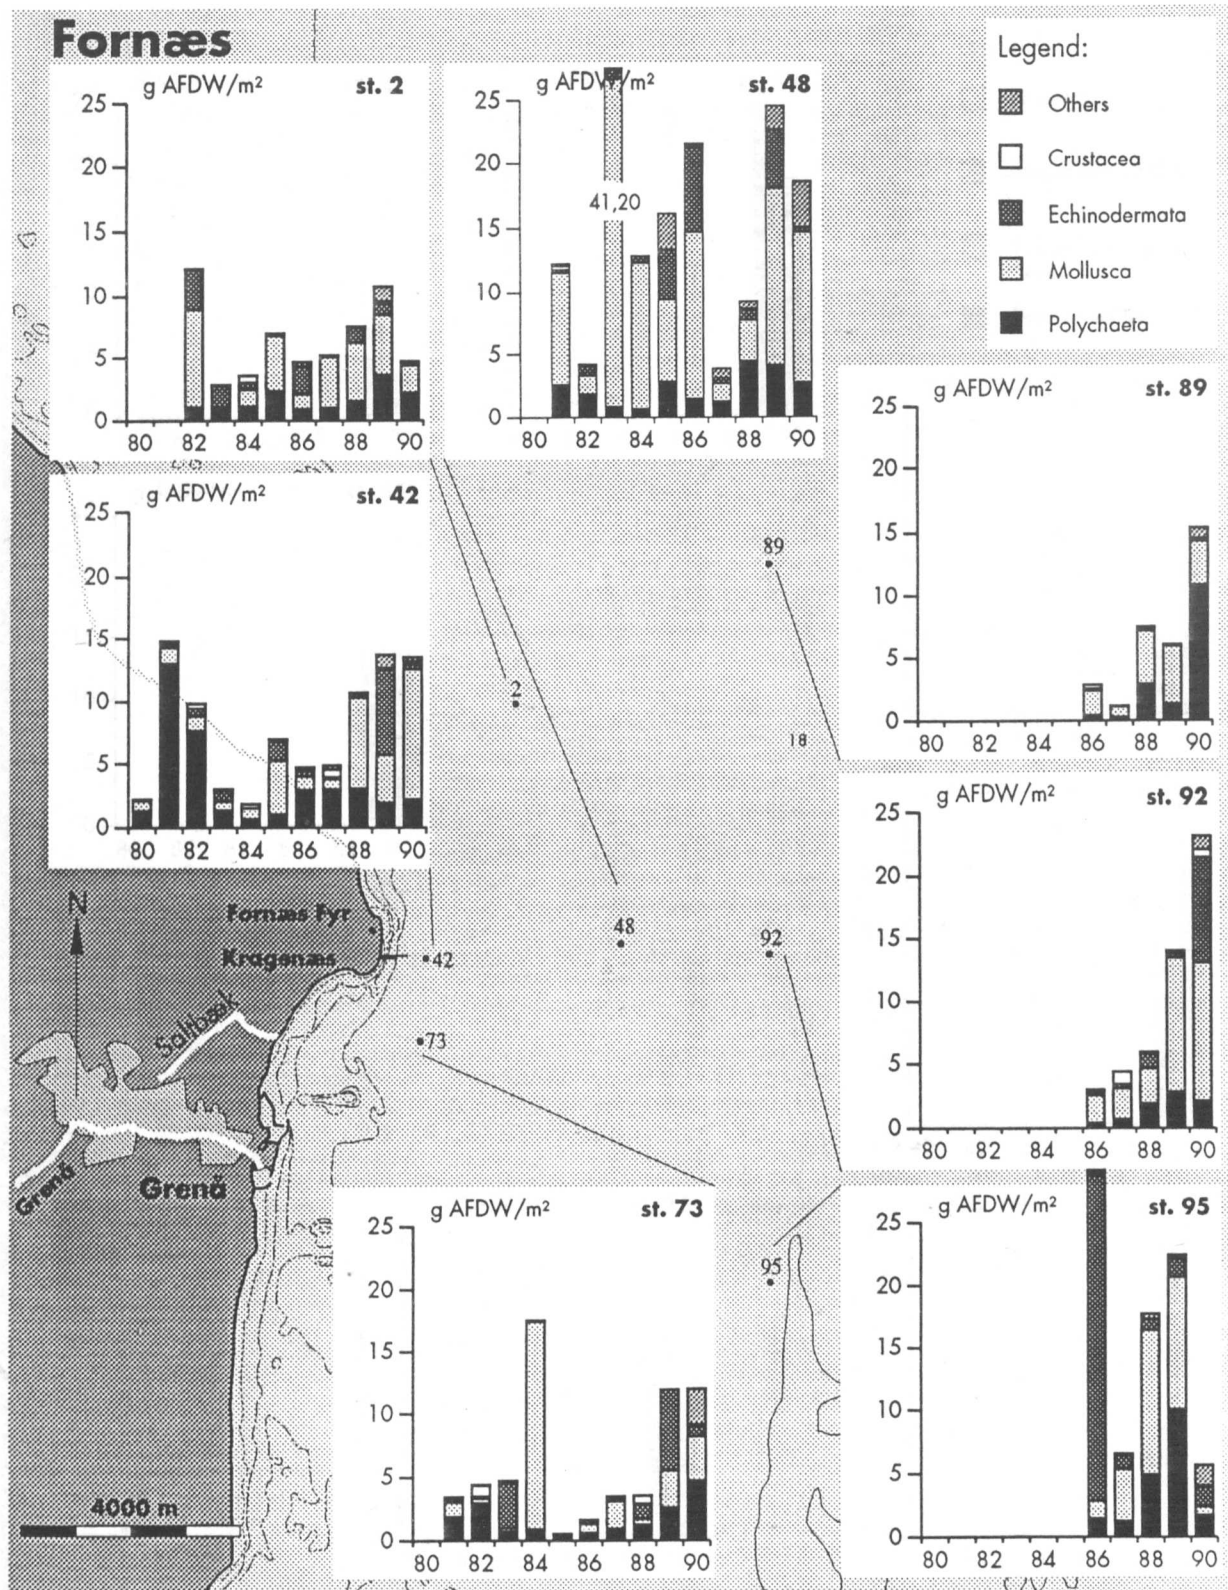 Fornæs
g AFDW/m² st. 2
25
20
15
10
5
0
80 82 84 86 88 90
g AFDW/m² st. 48
25
20
15
10
5
0
41,20
80 82 84 86 88 90
Legend:
Others
Crustacea
Echinodermata
Mollusca
Polychaeta
g AFDW/m² st. 89
25
20
15
10
5
0
80 82 84 86 88 90
g AFDW/m² st. 42
25
20
15
10
5
0
80 82 84 86 88 90
89
2
18
g AFDW/m² st. 92
25
20
15
10
5
0
80 82 84 86 88 90
N
Fornæs Fyr
Kragenæs
42
48
92
73
Saltbæk
Grenå
Grenå
4000 m
g AFDW/m² st. 73
25
20
15
10
5
0
80 82 84 86 88 90
95
g AFDW/m² st. 95
25
20
15
10
5
0
80 82 84 86 88 90